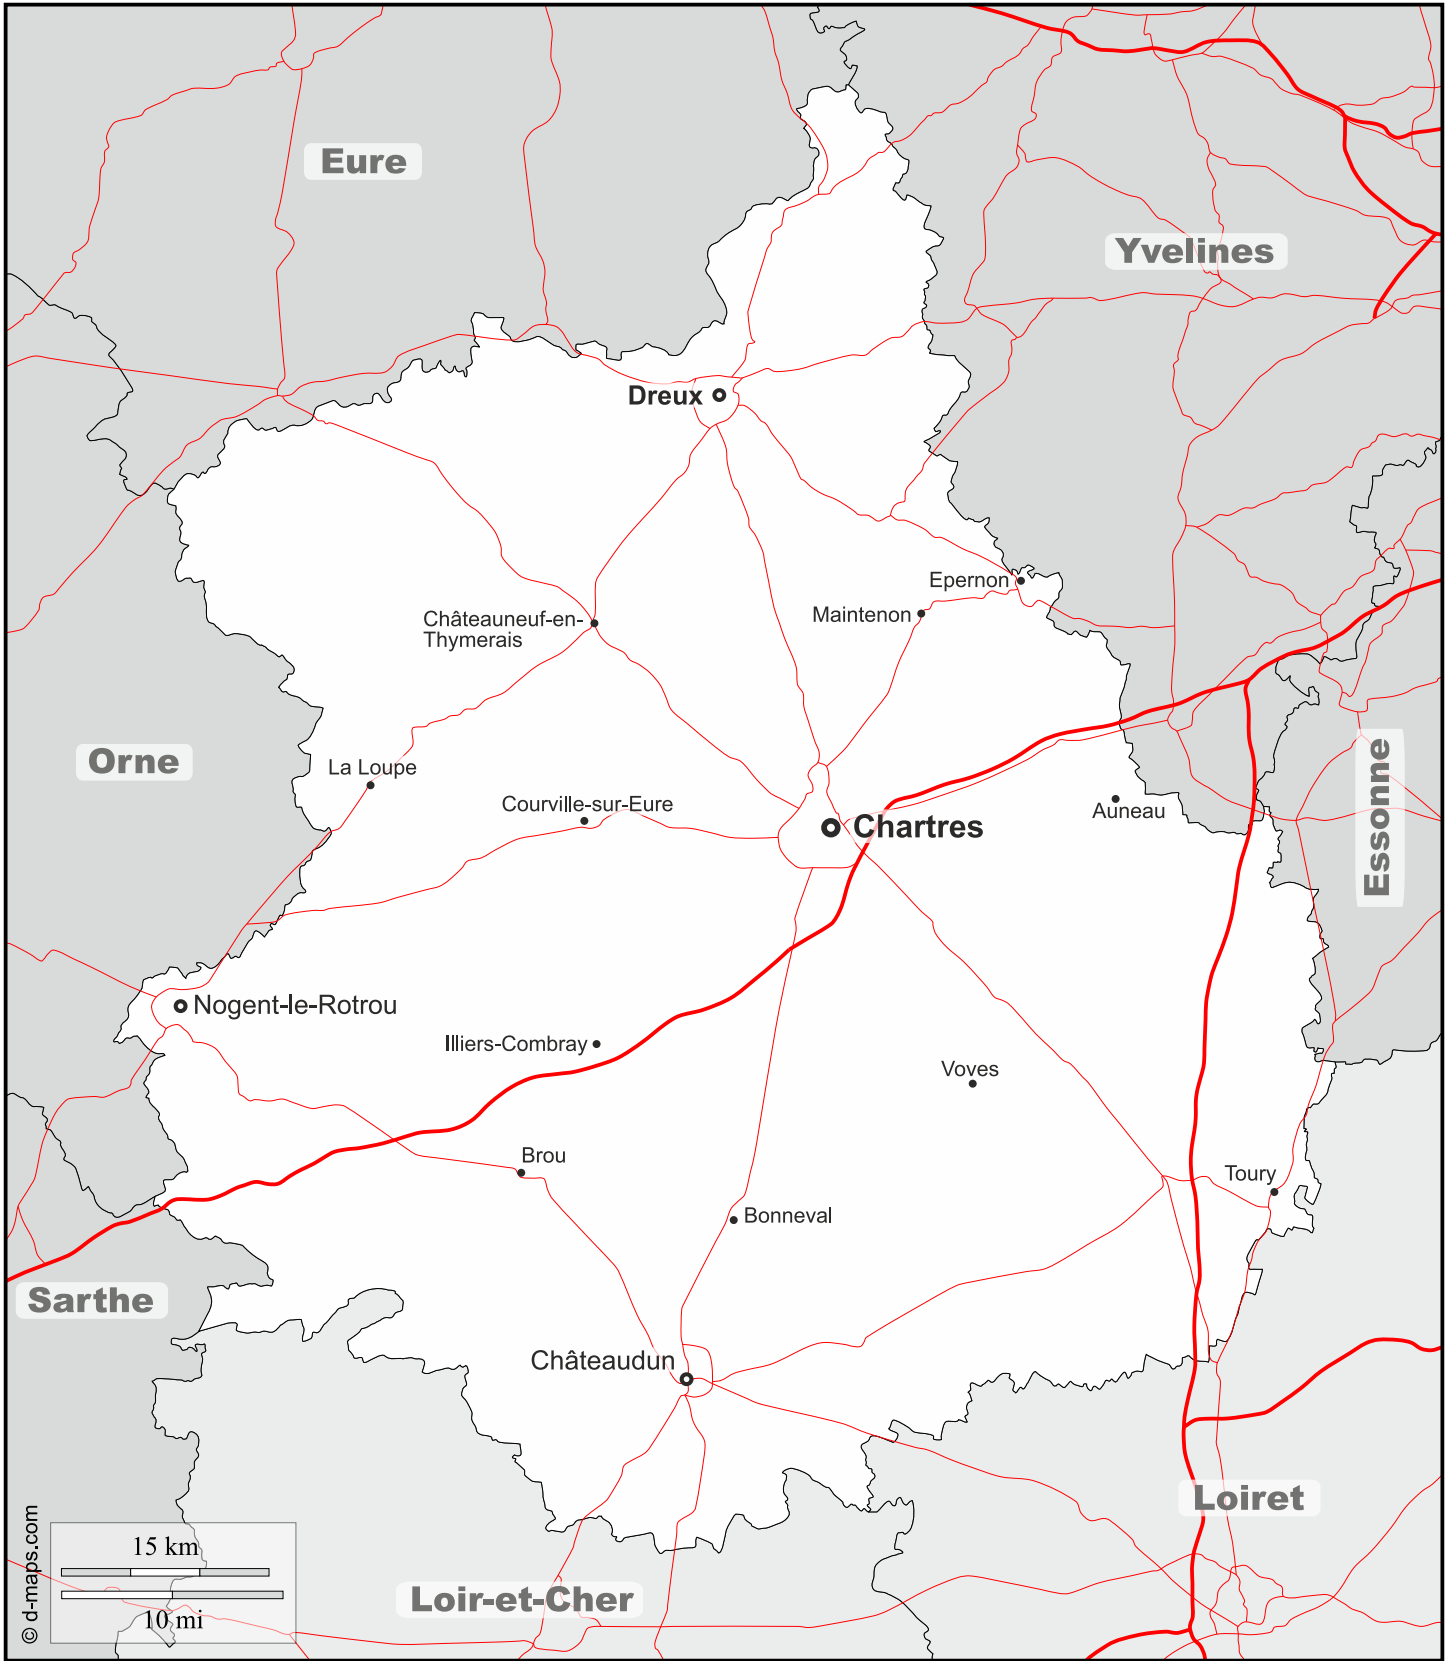 Eure
Yvelines
Dreux
Epernon
Maintenon
Châteauneuf-en-
Thymerais
Orne
La Loupe
Courville-sur-Eure
Chartres
Auneau
Essonne
Nogent-le-Rotrou
Illiers-Combray
Voves
Brou
Toury
Bonneval
Sarthe
Châteaudun
Loiret
Loir-et-Cher
15 km
10 mi
© d-maps.com